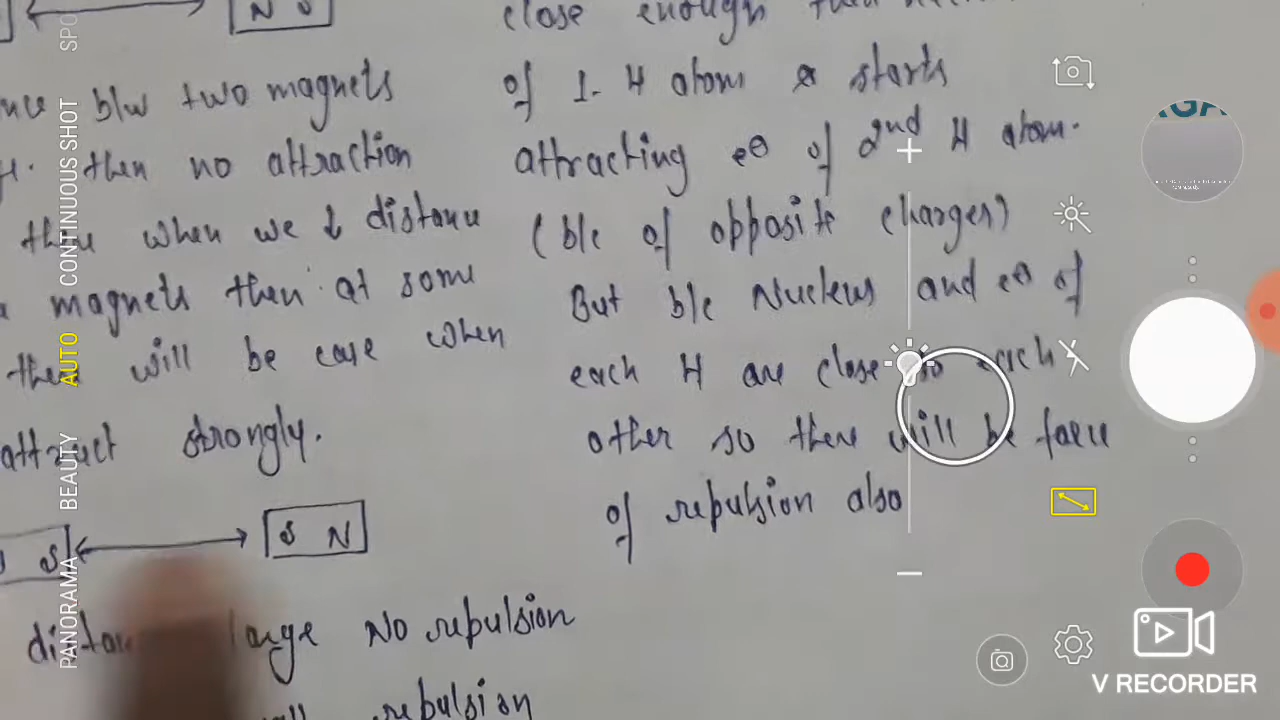 N S
b/w two magnets
then no attraction
when we ↓ distance
magnets then at some
there will be case when
attract strongly.
S S N
large No repulsion
repulsion
close enough then
of 1- H atom starts
attracting e⊖ of 2nd H atom.
(b/c of opposite charges)
But b/c Nucleus and e⊖ of
each H are close to each
other so there will be force
of repulsion also
PANORAMA BEAUTY AUTO CONTINUOUS SHOT SPO
V RECORDER